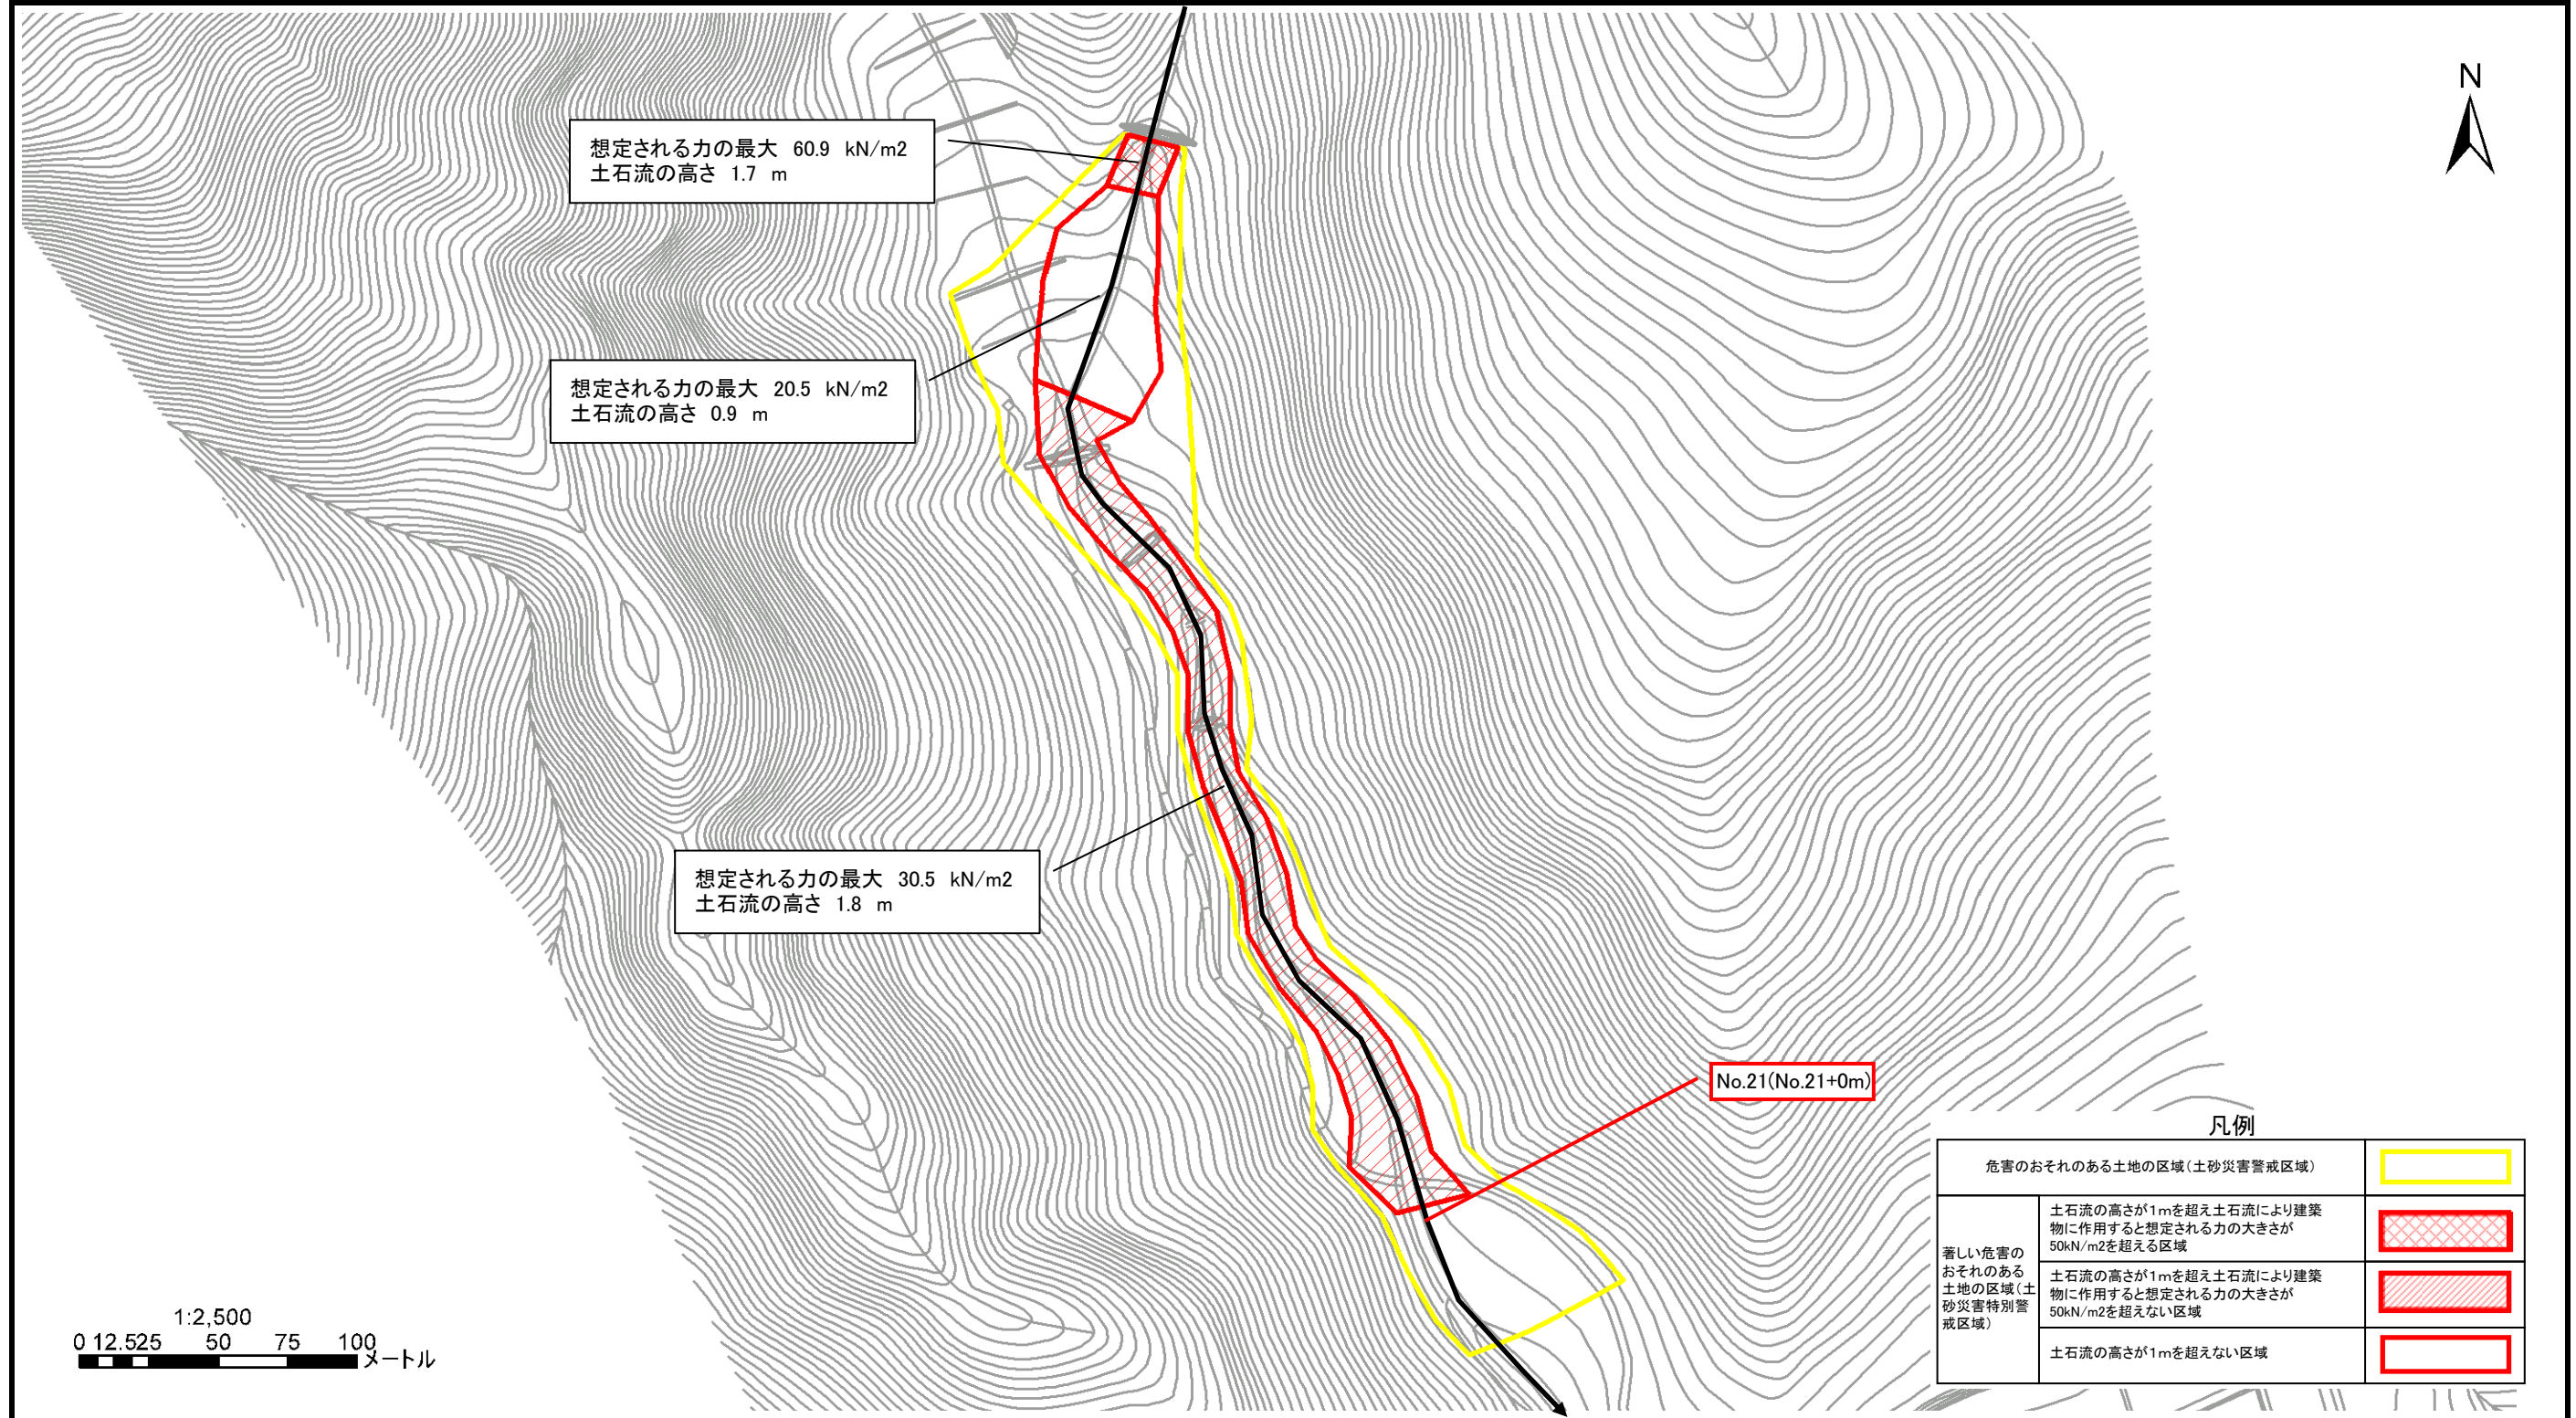 N
想定される力の最大 60.9 kN/m2
土石流の高さ 1.7 m
想定される力の最大 20.5 kN/m2
土石流の高さ 0.9 m
想定される力の最大 30.5 kN/m2
土石流の高さ 1.8 m
No.21(No.21+0m)
凡例
危害のおそれのある土地の区域(土砂災害警戒区域)
著しい危害の
おそれのある
土地の区域(土
砂災害特別警
戒区域)
土石流の高さが1mを超え土石流により建築
物に作用すると想定される力の大きさが
50kN/m2を超える区域
土石流の高さが1mを超え土石流により建築
物に作用すると想定される力の大きさが
50kN/m2を超えない区域
土石流の高さが1mを超えない区域
1:2,500
0 12.525 50 75 100
メートル